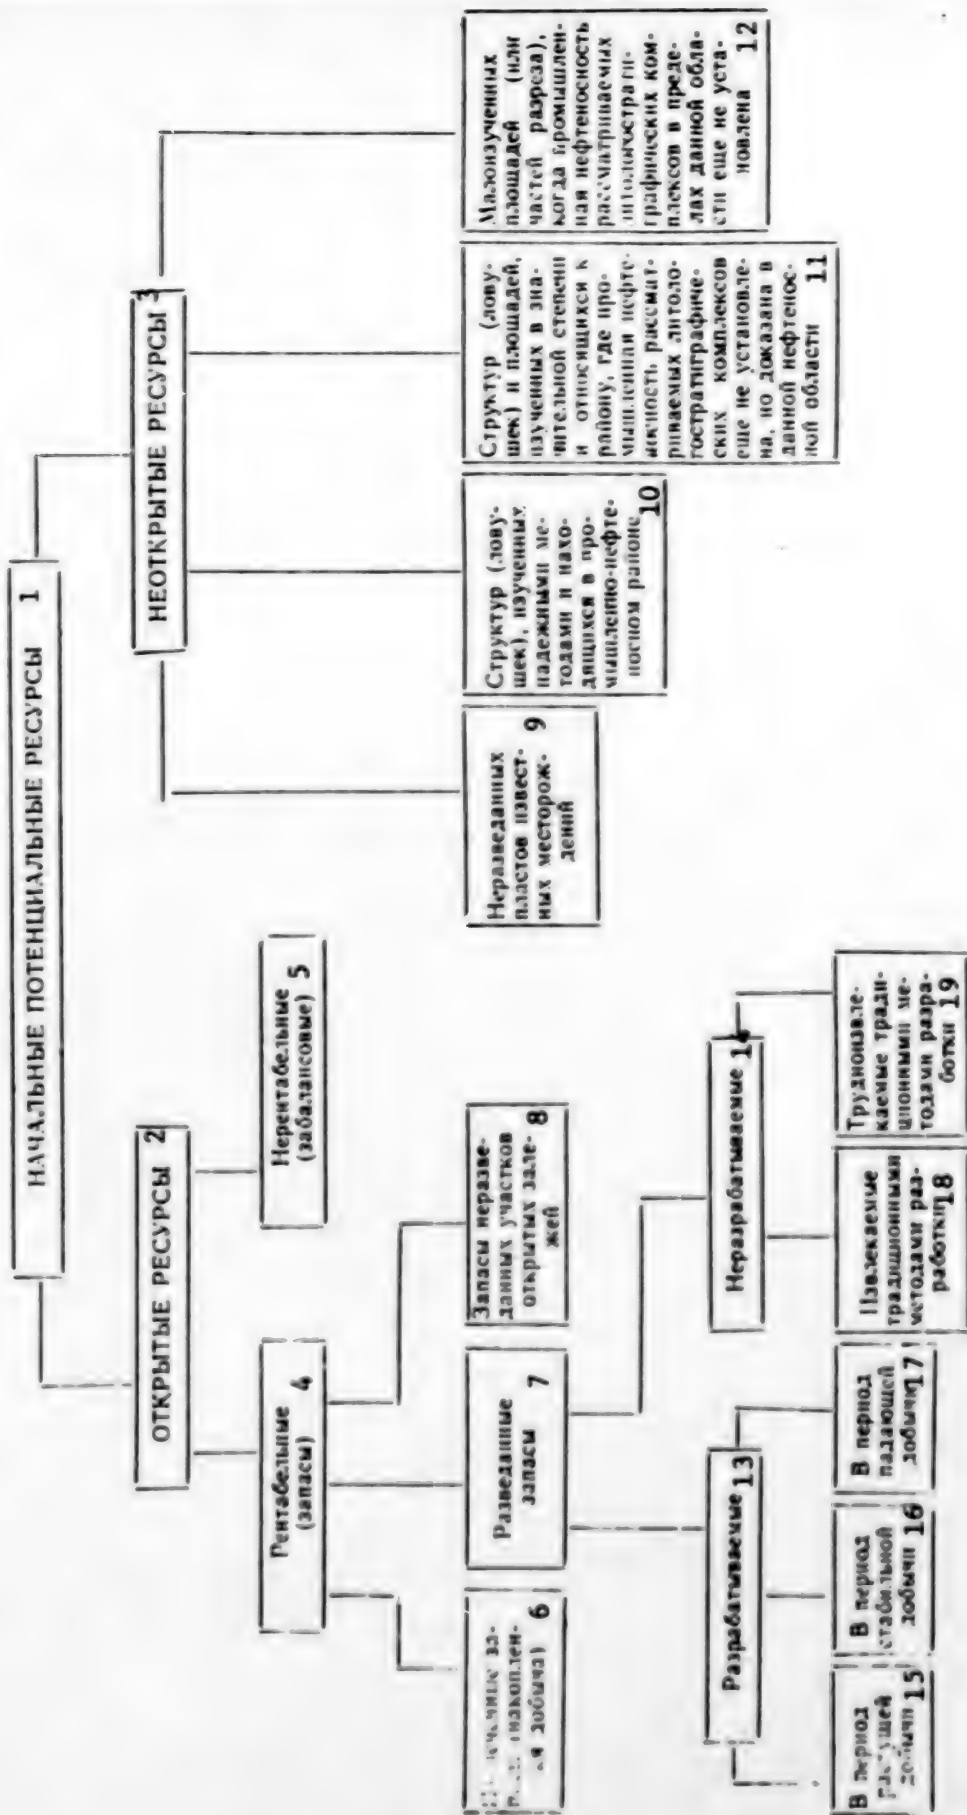 НАЧАЛЬНЫЕ ПОТЕНЦИАЛЬНЫЕ РЕСУРСЫ 1
ОТКРЫТЫЕ РЕСУРСЫ 2
НЕОТКРЫТЫЕ РЕСУРСЫ 3
Рентабельные
(запасы) 4
Нерентабельные
(забалансовые) 5
за-
накоплен-
добыча) 6
Разведанные
запасы 7
Запасы неразве-
данных участков
открытых зале-
жей 8
Неразведанных
пластов извест-
ных месторож-
дений 9
Структур (лову-
шек), изученных
надежными ме-
тодами и нахо-
дящихся в про-
мышленно-нефте-
носном районе 10
Структур (лову-
шек) и площадей,
изученных в зна-
чительной степени
и относящихся к
району, где про-
мышленная нефте-
носность рассмат-
риваемых литоло-
гостратиграфиче-
ских комплексов
еще не установле-
на, но доказана в
данной нефтенос-
ной области 11
Малоизученных
площадей (или
частей разреза),
когда промышлен-
ная нефтеносность
рассматриваемых
литологострати-
графических ком-
плексов в преде-
лах данной обла-
сти еще не уста-
новлена 12
Разрабатываемые 13
Неразрабатываемые 14
В период
растущей
добычи 15
В период
стабильной
добычи 16
В период
падающей
добычи 17
Извлекаемые
традиционными
методами раз-
работки 18
Трудноизвле-
каемые тради-
ционными ме-
тодами разра-
ботки 19